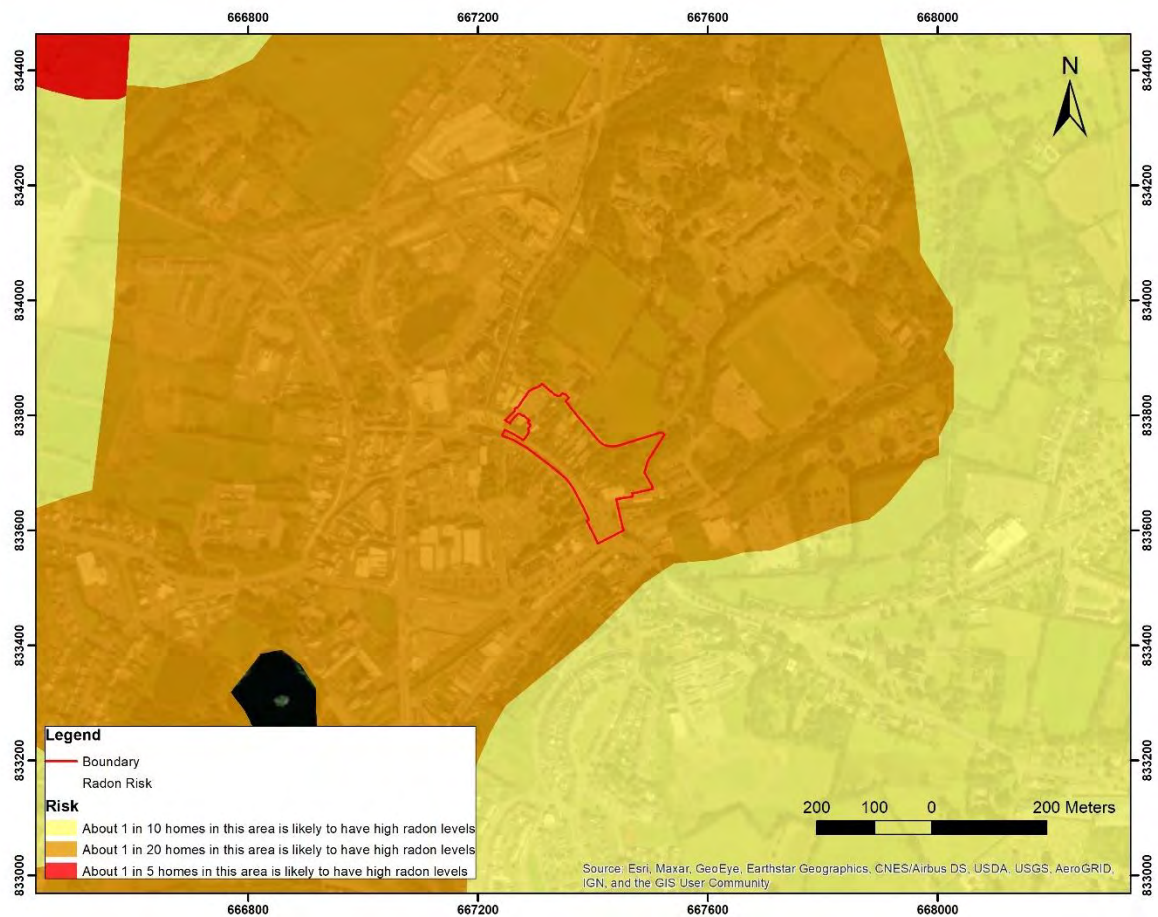 666800 667200 667600 668000
834400 834400
N
834200 834200
834000 834000
833800 833800
833600 833600
833400 833400
833200 833200
833000 833000
Legend
Boundary
Radon Risk
Risk
About 1 in 10 homes in this area is likely to have high radon levels
About 1 in 20 homes in this area is likely to have high radon levels
About 1 in 5 homes in this area is likely to have high radon levels
200 100 0 200 Meters
Source: Esri, Maxar, GeoEye, Earthstar Geographics, CNES/Airbus DS, USDA, USGS, AeroGRID,
IGN, and the GIS User Community
666800 667200 667600 668000